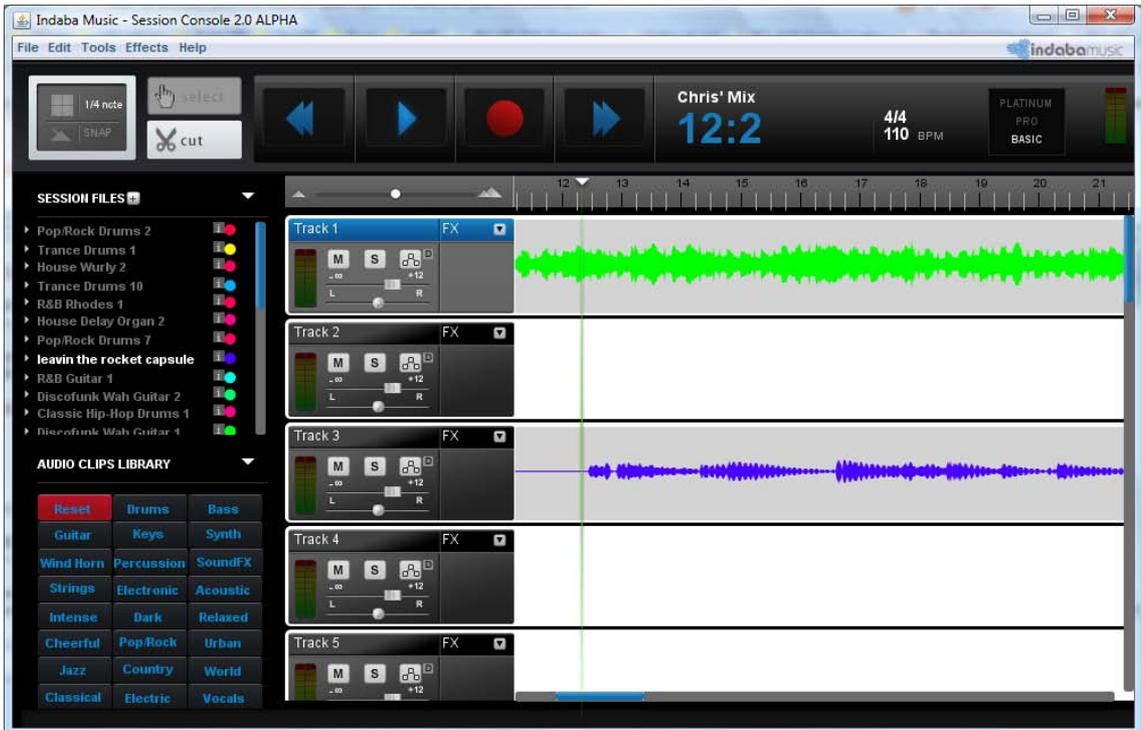 Indaba Music - Session Console 2.0 ALPHA
File Edit Tools Effects Help
indabamusic
1/4 note
SNAP
select
cut
Chris' Mix
12:2
4/4
110 BPM
PLATINUM
PRO
BASIC
SESSION FILES
Pop/Rock Drums 2
Trance Drums 1
House Wurly 2
Trance Drums 10
R&B Rhodes 1
House Delay Organ 2
Pop/Rock Drums 7
leavin the rocket capsule
R&B Guitar 1
Discofunk Wah Guitar 2
Classic Hip-Hop Drums 1
Discofunk Wah Guitar 1
AUDIO CLIPS LIBRARY
Reset Drums Bass
Guitar Keys Synth
Wind Horn Percussion SoundFX
Strings Electronic Acoustic
Intense Dark Relaxed
Cheerful Pop/Rock Urban
Jazz Country World
Classical Electric Vocals
12 13 14 15 16 17 18 19 20 21
Track 1 FX
M S D
-∞ +12
L R
Track 2 FX
M S D
-∞ +12
L R
Track 3 FX
M S D
-∞ +12
L R
Track 4 FX
M S D
-∞ +12
L R
Track 5 FX
M S D
-∞ +12